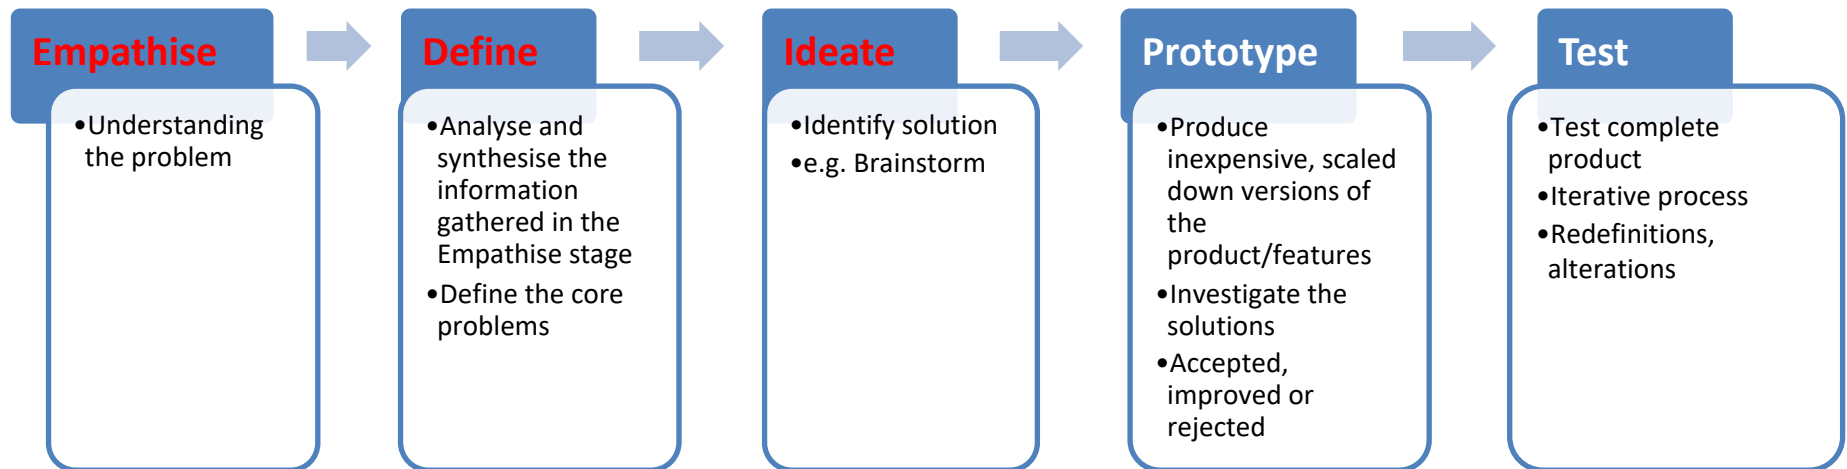 Empathise
•Understanding
the problem
Define
•Analyse and
synthesise the
information
gathered in the
Empathise stage
•Define the core
problems
Ideate
•Identify solution
•e.g. Brainstorm
Prototype
•Produce
inexpensive, scaled
down versions of
the
product/features
•Investigate the
solutions
•Accepted,
improved or
rejected
Test
•Test complete
product
•Iterative process
•Redefinitions,
alterations